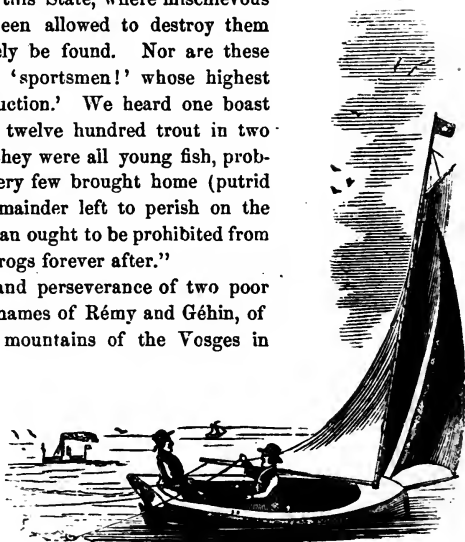 this State, where mischievous
een allowed to destroy them
ely be found. Nor are these
‘sportsmen!’ whose highest
uction.’ We heard one boast
twelve hundred trout in two
hey were all young fish, prob-
ery few brought home (putrid
mainder left to perish on the
an ought to be prohibited from
rogs forever after.”
and perseverance of two poor
names of Rémy and Géhin, of
mountains of the Vosges in